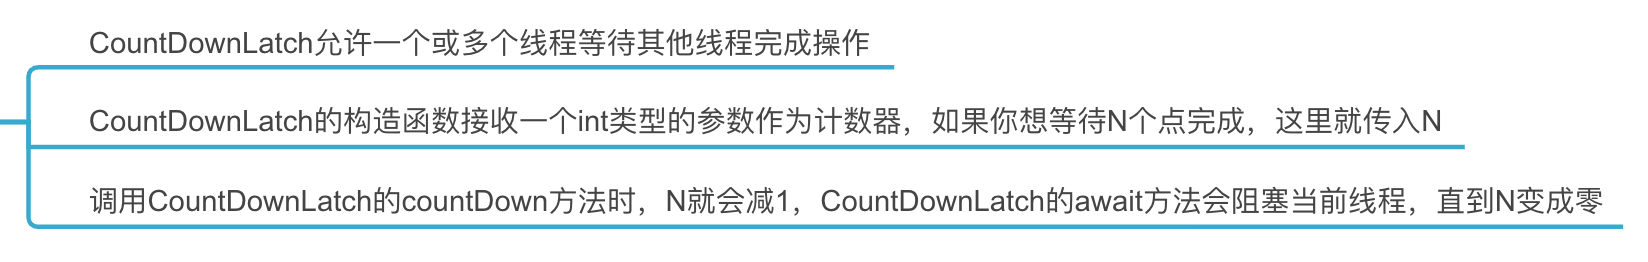 CountDownLatch允许一个或多个线程等待其他线程完成操作
CountDownLatch的构造函数接收一个int类型的参数作为计数器，如果你想等待N个点完成，这里就传入N
调用CountDownLatch的countDown方法时，N就会减1，CountDownLatch的await方法会阻塞当前线程，直到N变成零